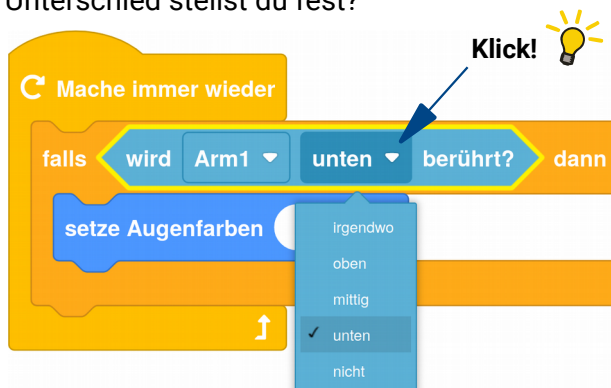 Unterschied stellst du fest?
Klick!
Mache immer wieder
falls wird Arm1 unten berührt? dann
setze Augenfarben
irgendwo
oben
mittig
unten
nicht